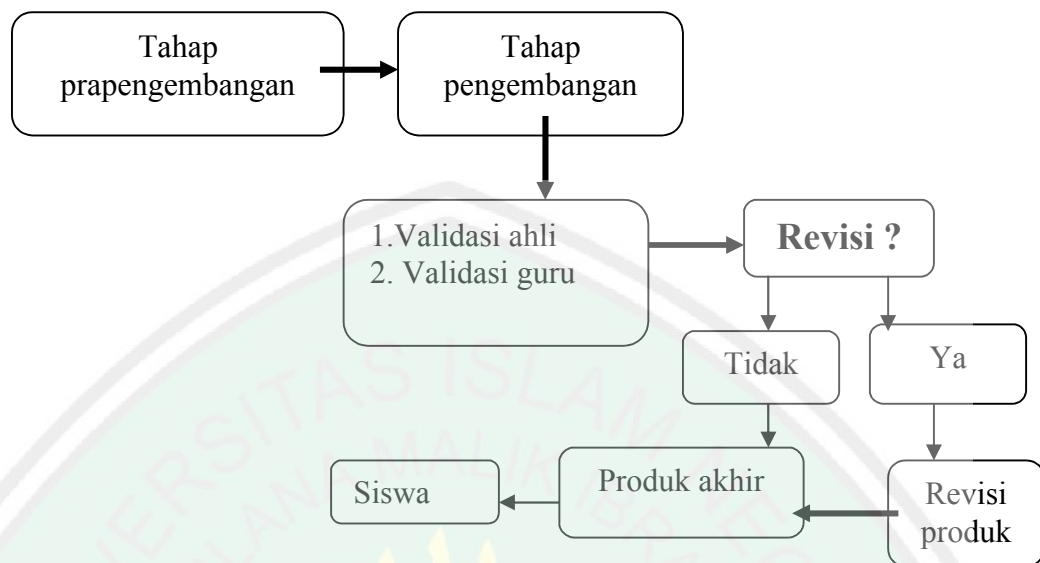 Tahap
prapengembangan
Tahap
pengembangan
1.Validasi ahli
2. Validasi guru
Revisi ?
Tidak
Ya
Siswa
Produk akhir
Revisi
produk